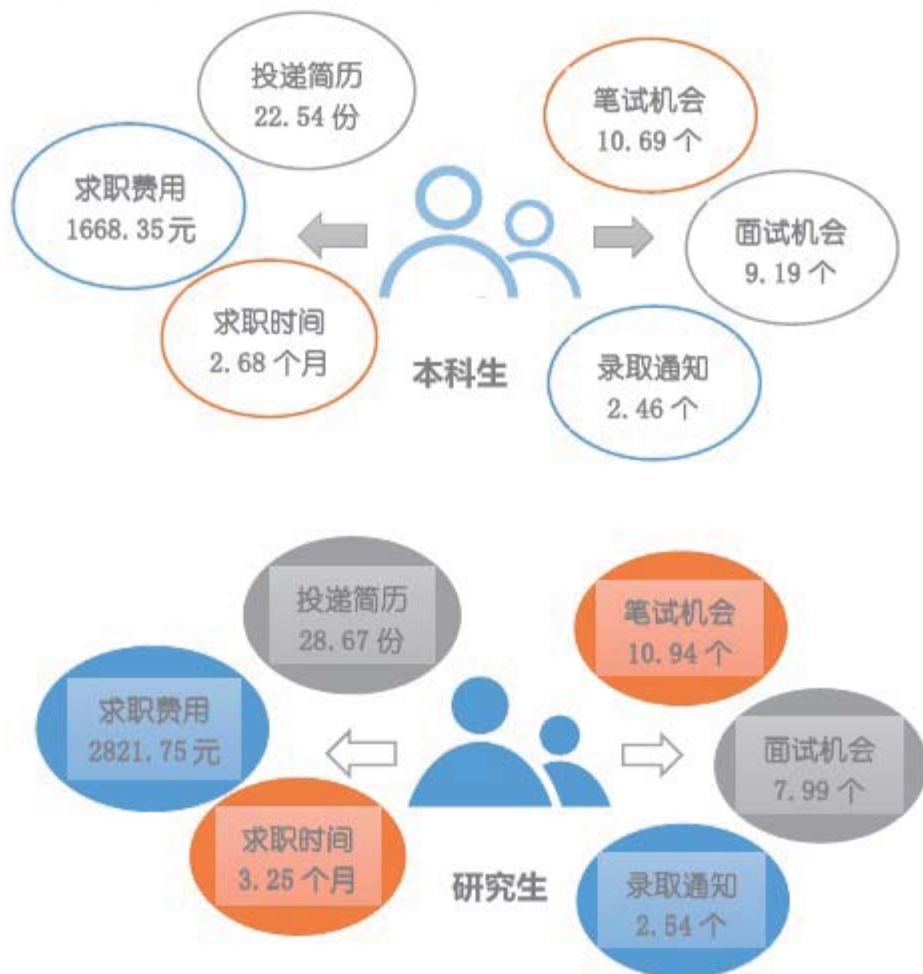 投递简历
22.54 份
笔试机会
10.69 个
求职费用
1668.35 元
面试机会
9.19 个
求职时间
2.68 个月
本科生
录取通知
2.46 个
投递简历
28.67 份
笔试机会
10.94 个
求职费用
2821.75 元
面试机会
7.99 个
求职时间
3.25 个月
研究生
录取通知
2.54 个